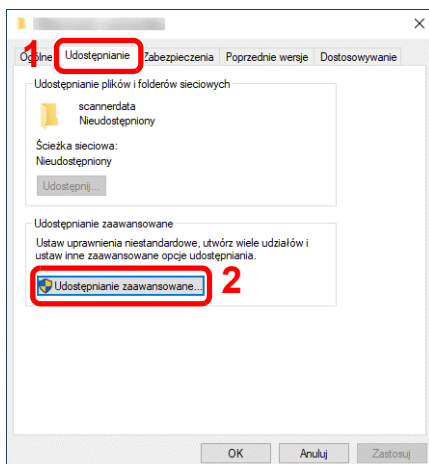 1
Ogólne Udostępnianie Zabezpieczenia Poprzednie wersje Dostosowywanie
Udostępnianie plików i folderów sieciowych
scannerdata
Nieudostępniony
Ścieżka sieciowa:
Nieudostępniony
Udostępnij...
Udostępnianie zaawansowane
Ustaw uprawnienia niestandardowe, utwórz wiele udziałów i
ustaw inne zaawansowane opcje udostępniania.
Udostępnianie zaawansowane... 2
OK Anuluj Zastosuj